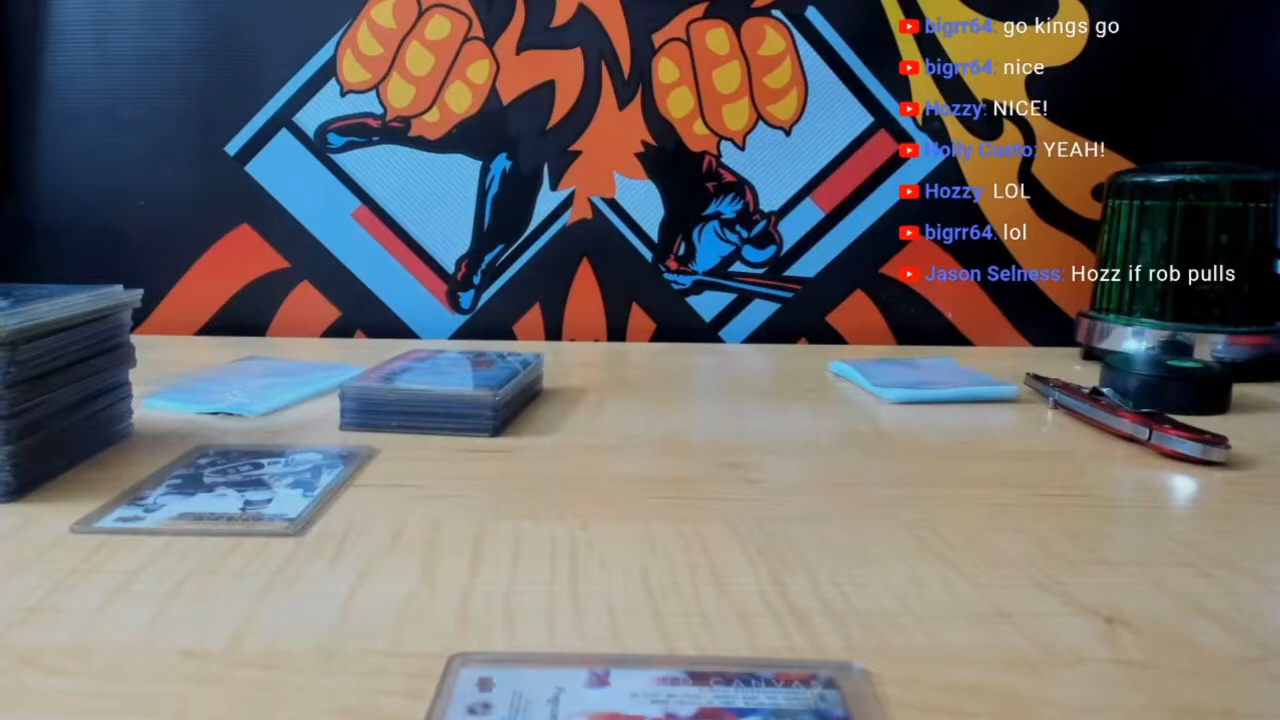 bigrr64: go kings go
bigrr64: nice
Hozzy: NICE!
Holly Cueto: YEAH!
Hozzy: LOL
bigrr64: lol
Jason Selness: Hozz if rob pulls
CANVAS